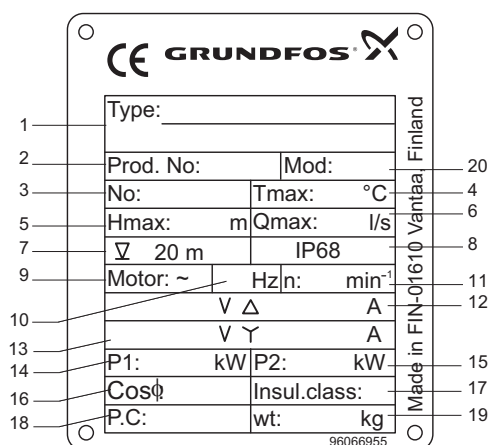 CE GRUNDFOS
1 Type:
2 Prod. No: Mod: 20
3 No: Tmax: °C 4
5 Hmax: m Qmax: l/s 6
7 20 m IP68 8
9 Motor: ~ Hz n: min⁻¹ 11
10 V △ A 12
13 V Y A
14 P1: kW P2: kW 15
16 Cosϕ Insul.class: 17
18 P.C: wt: kg 19
96066955
Made in FIN-01610 Vantaa, Finland